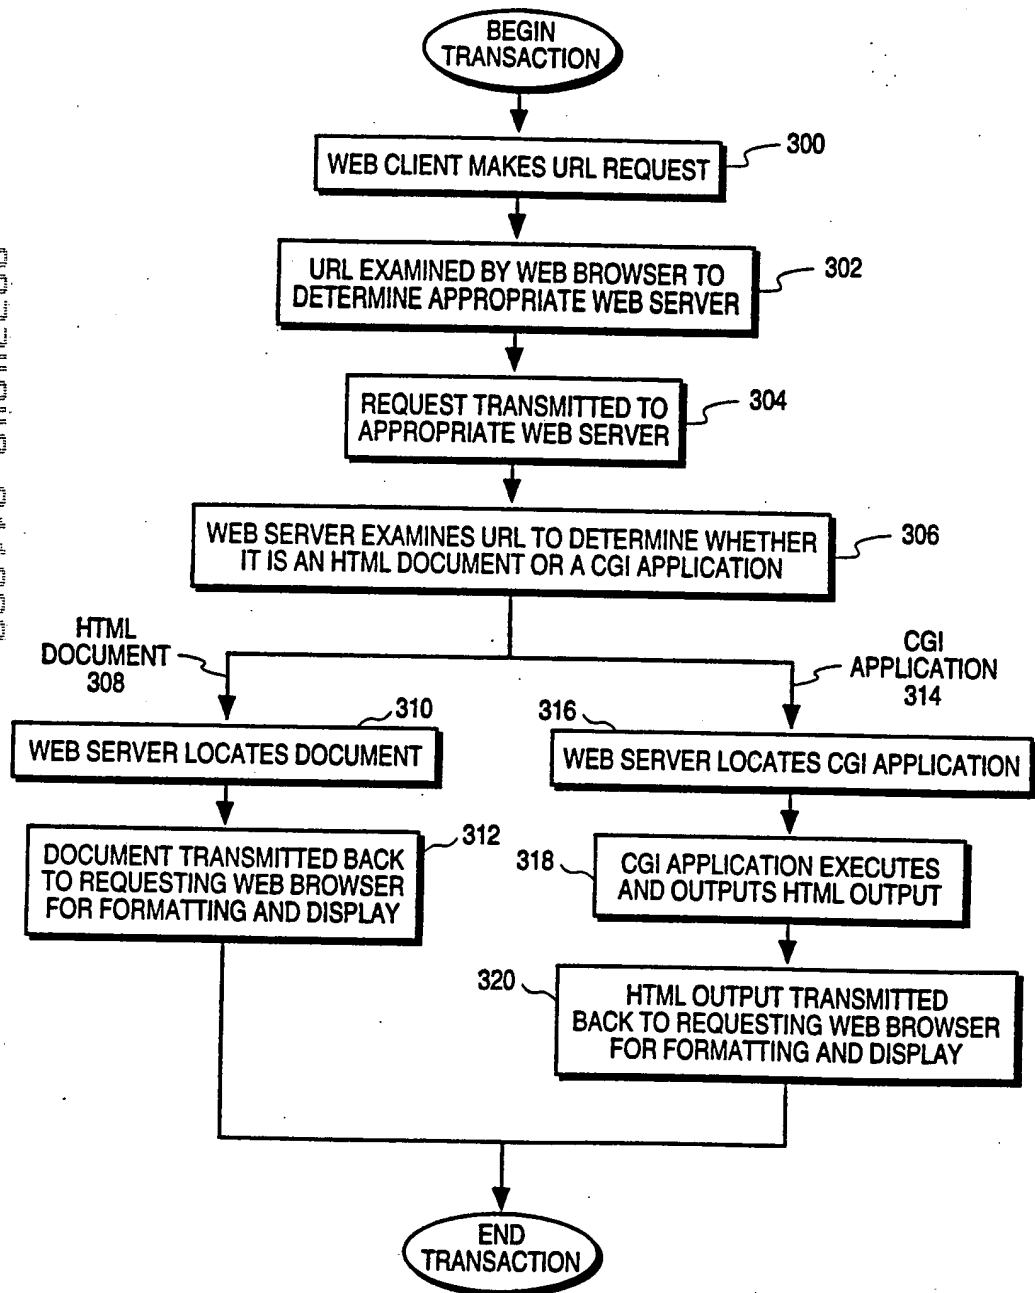 BEGIN
TRANSACTION
300
WEB CLIENT MAKES URL REQUEST
URL EXAMINED BY WEB BROWSER TO
DETERMINE APPROPRIATE WEB SERVER
302
REQUEST TRANSMITTED TO
APPROPRIATE WEB SERVER
304
WEB SERVER EXAMINES URL TO DETERMINE WHETHER
IT IS AN HTML DOCUMENT OR A CGI APPLICATION
306
HTML
DOCUMENT
308
310
WEB SERVER LOCATES DOCUMENT
DOCUMENT TRANSMITTED BACK
TO REQUESTING WEB BROWSER
FOR FORMATTING AND DISPLAY
312
CGI
APPLICATION
314
316
WEB SERVER LOCATES CGI APPLICATION
318
CGI APPLICATION EXECUTES
AND OUTPUTS HTML OUTPUT
320
HTML OUTPUT TRANSMITTED
BACK TO REQUESTING WEB BROWSER
FOR FORMATTING AND DISPLAY
END
TRANSACTION